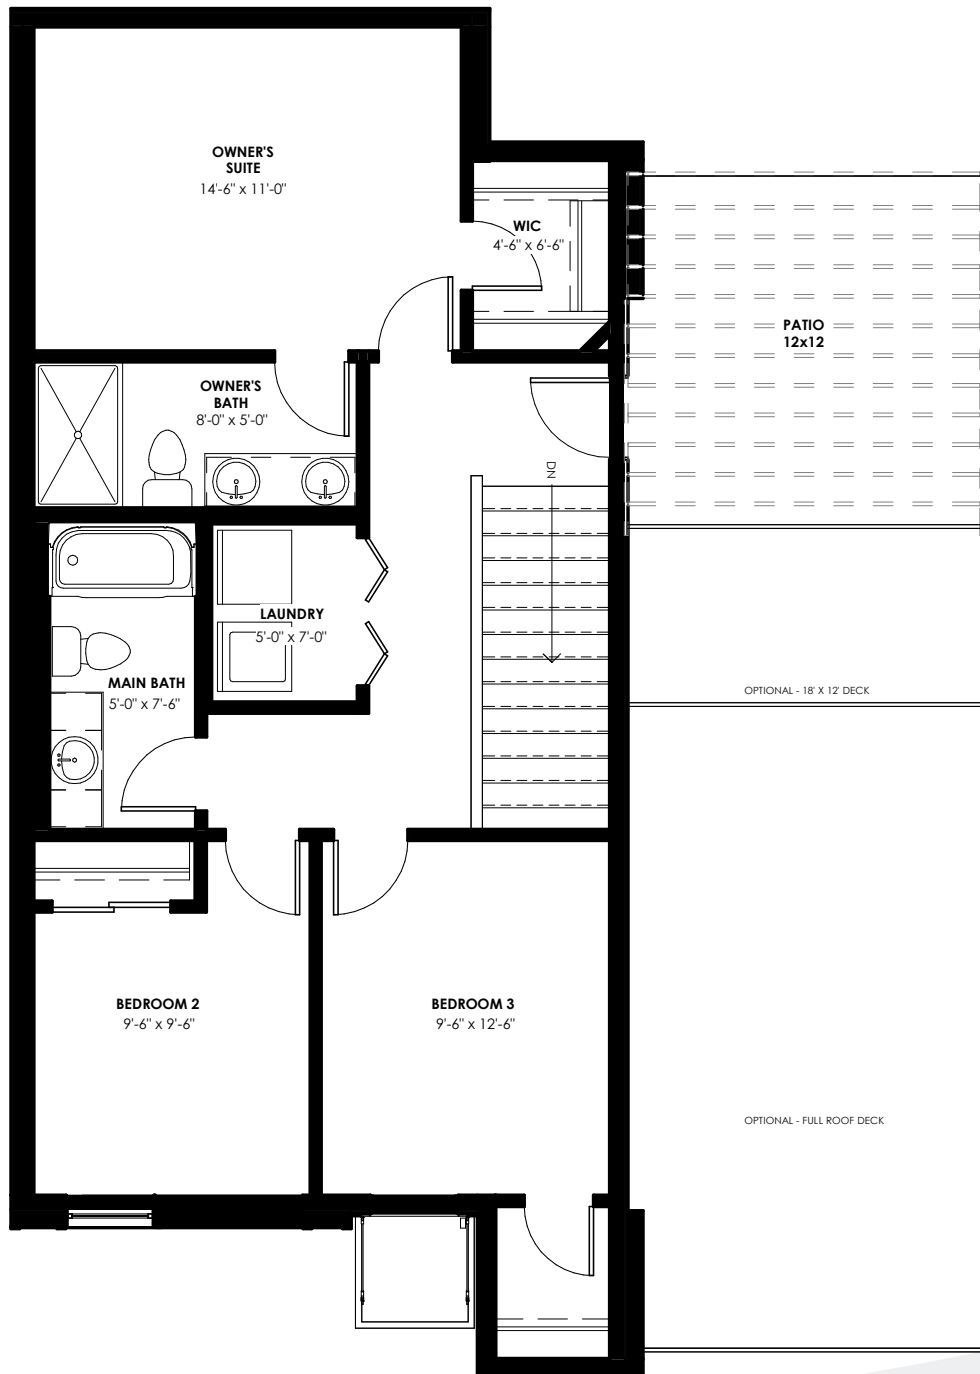 OWNER'S
SUITE
14'-6" x 11'-0"
WIC
4'-6" x 6'-6"
PATIO
12x12
OWNER'S
BATH
8'-0" x 5'-0"
DN
LAUNDRY
5'-0" x 7'-0"
MAIN BATH
5'-0" x 7'-6"
OPTIONAL - 18' X 12' DECK
BEDROOM 2
9'-6" x 9'-6"
BEDROOM 3
9'-6" x 12'-6"
OPTIONAL - FULL ROOF DECK